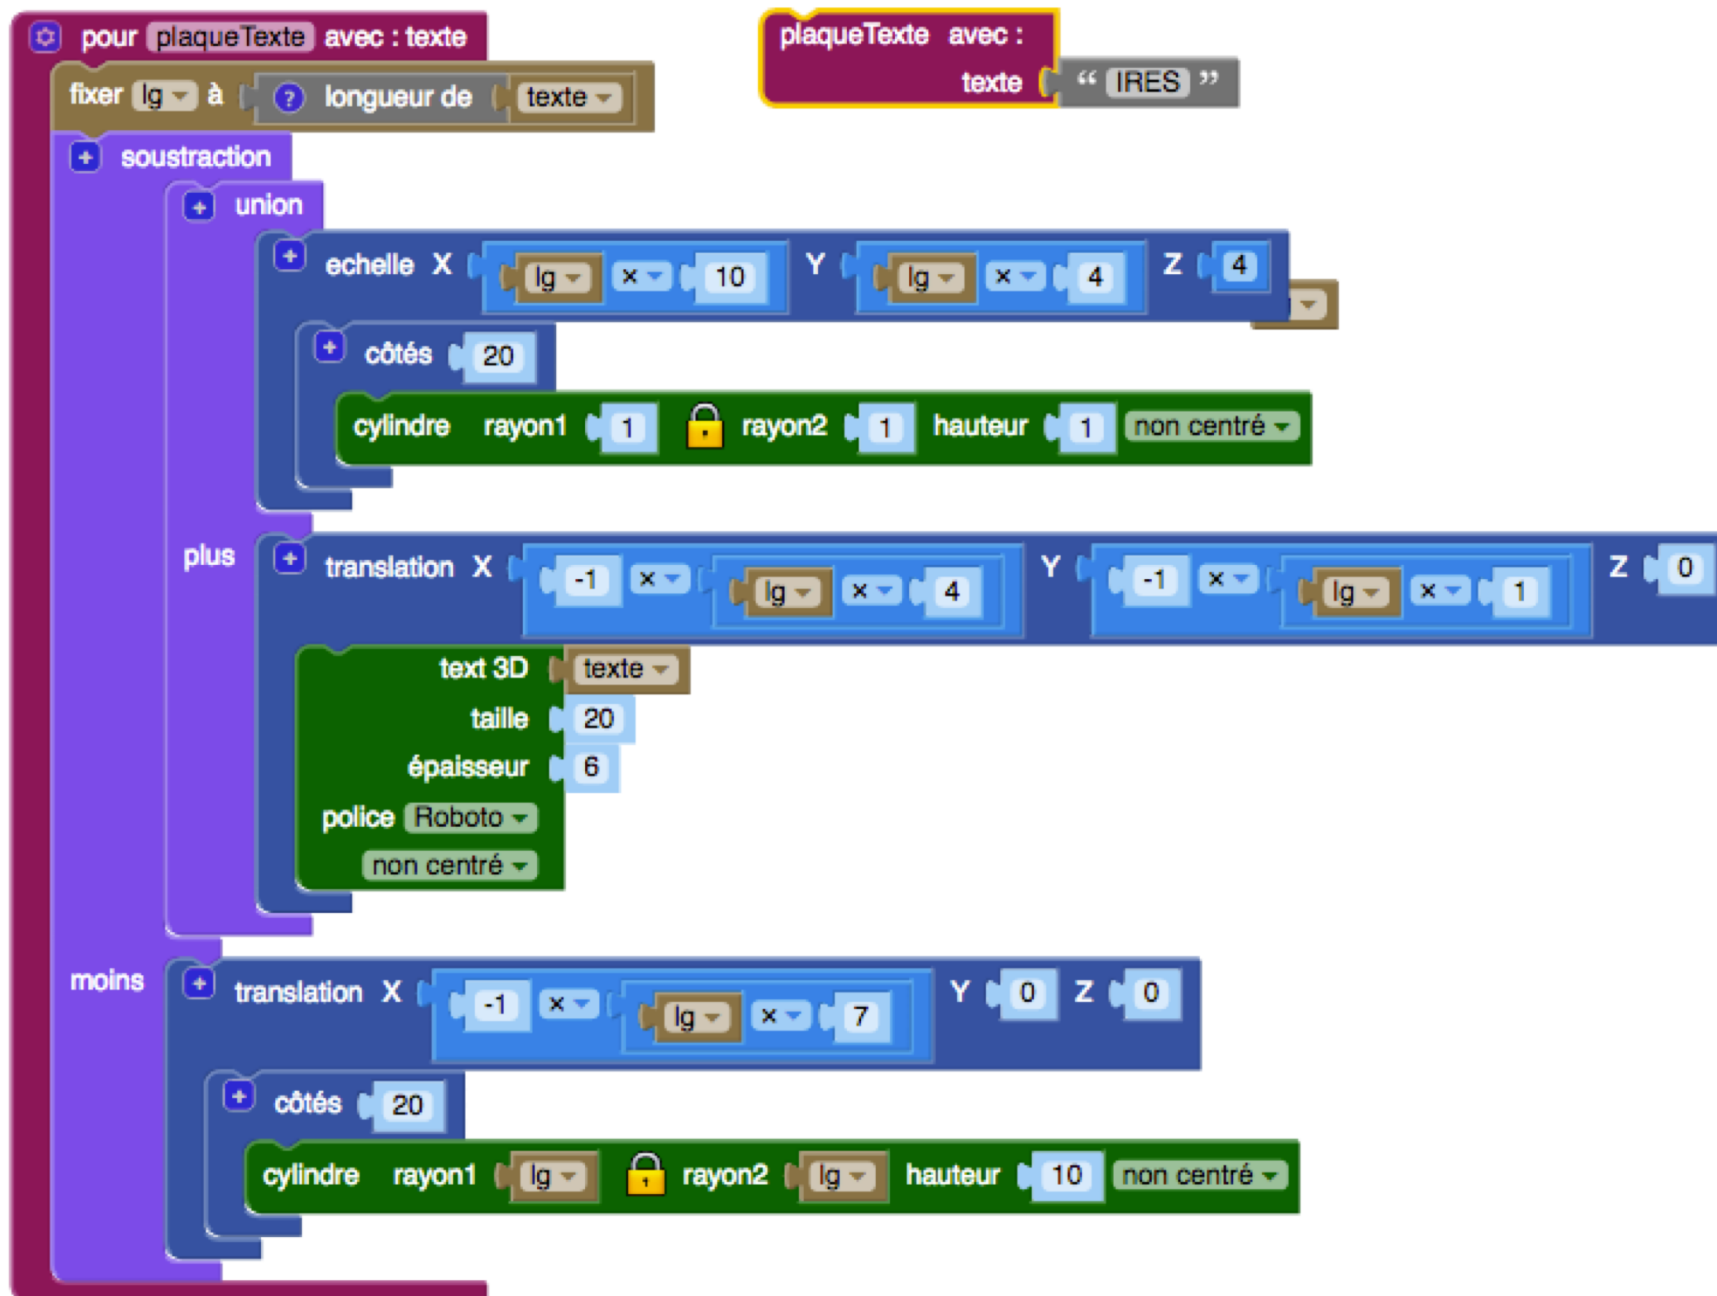 pour plaqueTexte avec : texte
fixer lg à longueur de texte
soustraction
union
echelle X lg × 10 Y lg × 4 Z 4
côtés 20
cylindre rayon1 1 rayon2 1 hauteur 1 non centré
plus translation X -1 × lg × 4 Y -1 × lg × 1 Z 0
text 3D texte
taille 20
épaisseur 6
police Roboto
non centré
moins translation X -1 × lg × 7 Y 0 Z 0
côtés 20
cylindre rayon1 lg rayon2 lg hauteur 10 non centré
plaqueTexte avec :
texte “ IRES ”